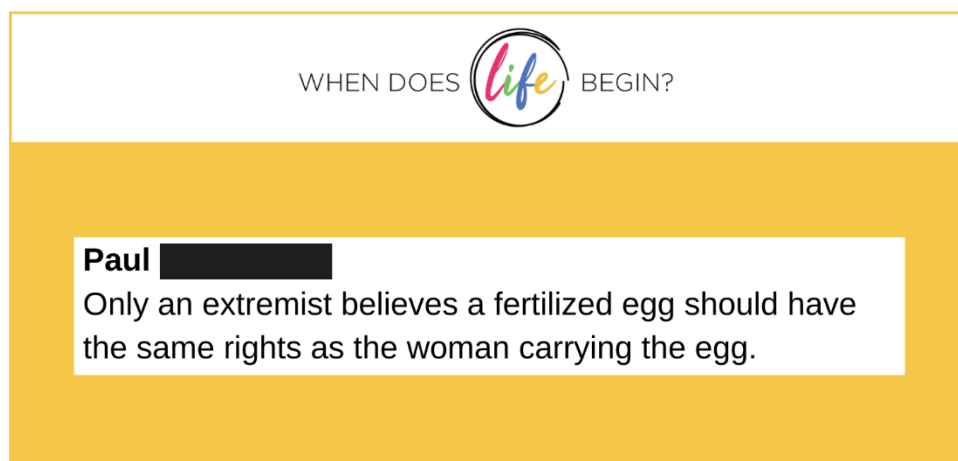 WHEN DOES life BEGIN?
Paul
Only an extremist believes a fertilized egg should have
the same rights as the woman carrying the egg.